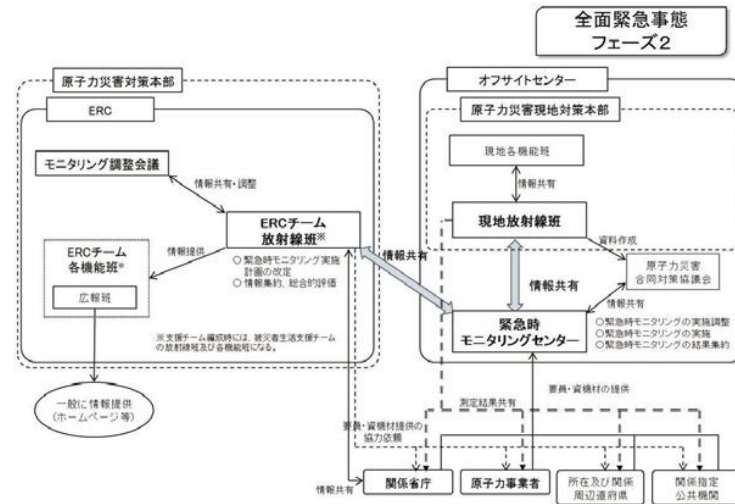 全面緊急事態
フェーズ2
原子力災害対策本部
ERC
モニタリング調整会議
情報共有・調整
ERCチーム
放射線班※
情報提供
ERCチーム
各機能班※
広報班
○緊急時モニタリング実施
計画の改定
○情報集約、総合的評価
※支援チーム編成時には、被災者生活支援チーム
の放射線班及び各機能班になる。
一般に情報提供
(ホームページ等)
情報共有
オフサイトセンター
原子力災害現地対策本部
現地各機能班
情報共有
現地放射線班
資料作成
原子力災害
合同対策協議会
情報共有
情報共有
緊急時
モニタリングセンター
○緊急時モニタリングの実施調整
○緊急時モニタリングの実施
○緊急時モニタリングの結果集約
要員・資機材の提供
測定結果共有
要員・資機材提供の
協力依頼
情報共有
関係省庁
原子力事業者
所在及び関係
周辺道府県
関係指定
公共機関